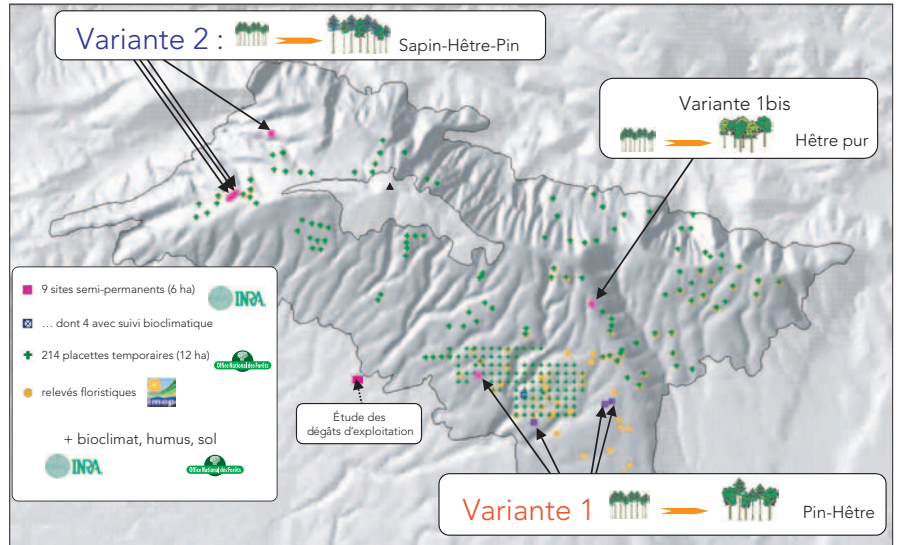 Variante 2 :
Sapin-Hêtre-Pin
Variante 1bis
Hêtre pur
9 sites semi-permanents (6 ha)
INRA
... dont 4 avec suivi bioclimatique
214 placettes temporaires (12 ha)
Office National des Forêts
relevés floristiques
imep
+ bioclimat, humus, sol
INRA
Office National des Forêts
Étude des
dégâts d'exploitation
Variante 1
Pin-Hêtre